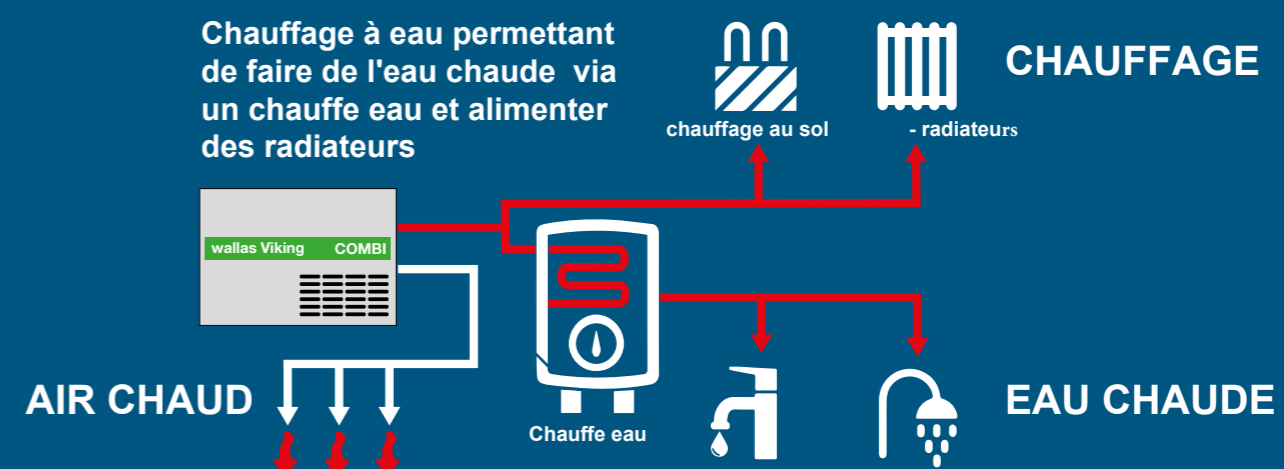 Chauffage à eau permettant
de faire de l'eau chaude via
un chauffe eau et alimenter
des radiateurs
CHAUFFAGE
chauffage au sol - radiateurs
wallas Viking COMBI
AIR CHAUD
Chauffe eau
EAU CHAUDE